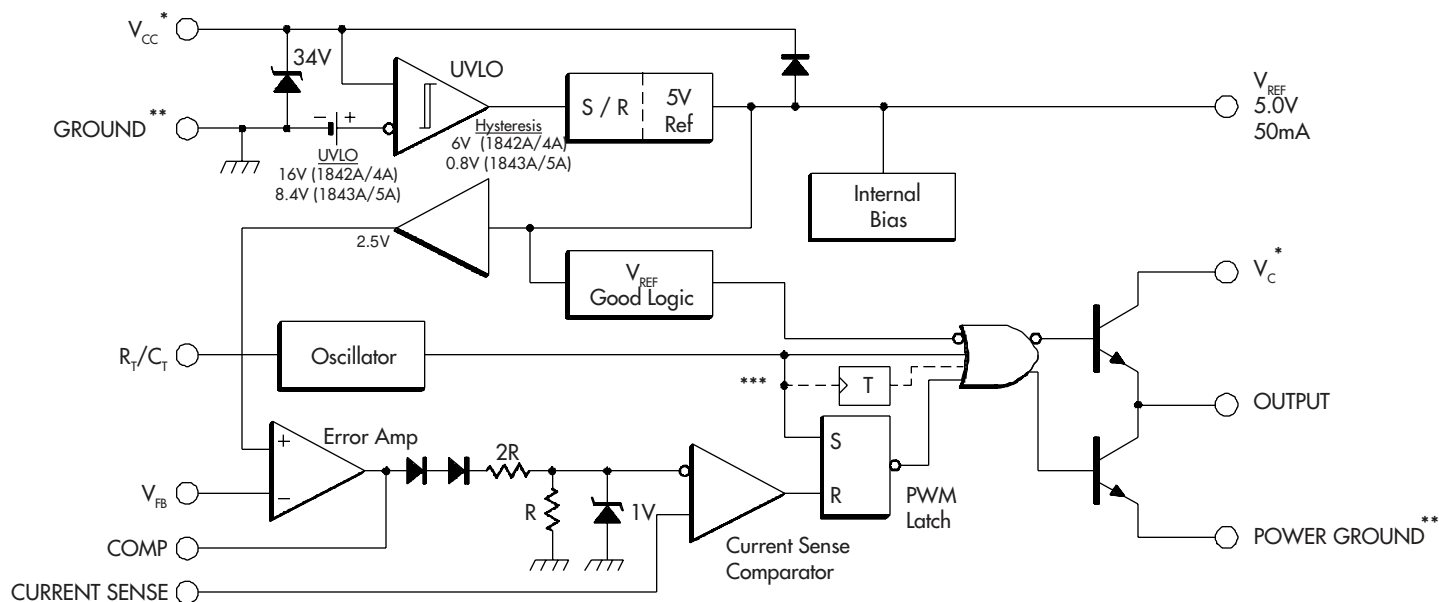 VCC*
34V
UVLO
GROUND**
− +
UVLO
16V (1842A/4A)
8.4V (1843A/5A)
Hysteresis
6V (1842A/4A)
0.8V (1843A/5A)
S / R
5V
Ref
VREF
5.0V
50mA
Internal
Bias
2.5V
VREF
Good Logic
VC*
RT/CT
Oscillator
***
T
OUTPUT
Error Amp
+
−
2R
R
1V
S
R
PWM
Latch
VFB
COMP
Current Sense
Comparator
POWER GROUND**
CURRENT SENSE